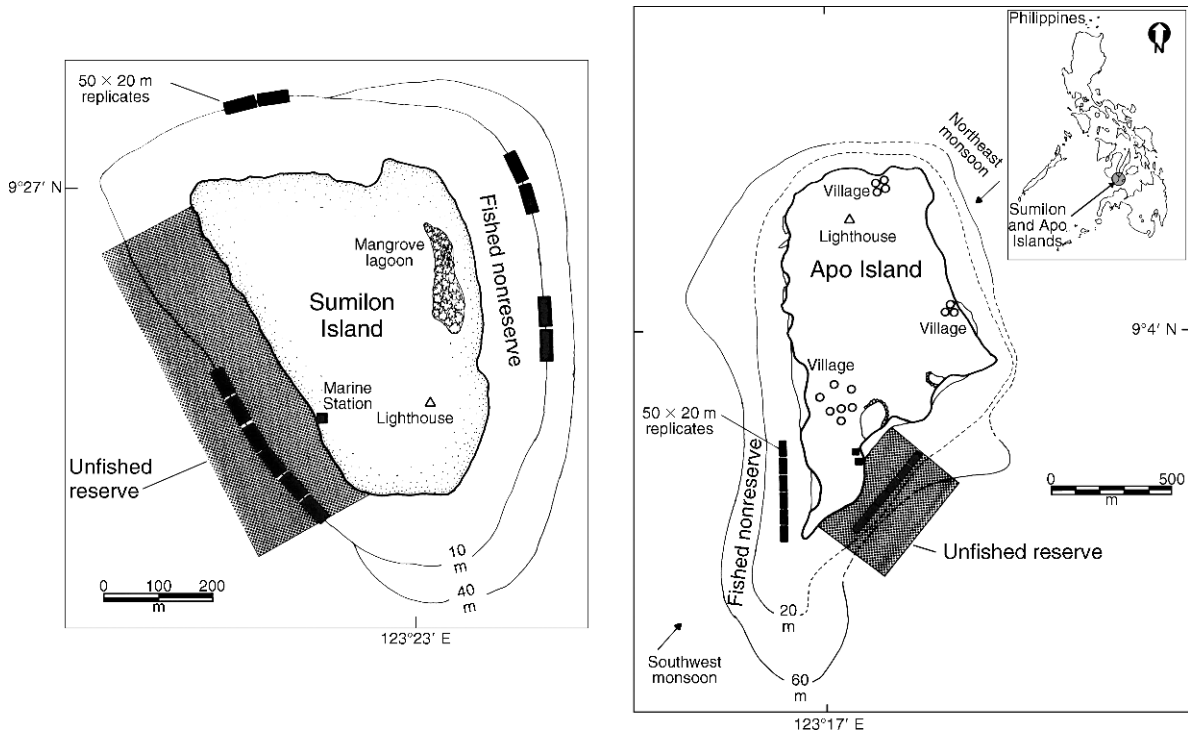 50 × 20 m
replicates
9°27′ N
Mangrove
lagoon
Fished nonreserve
Sumilon
Island
Marine
Station
Lighthouse
Unfished
reserve
10
m
40
m
0 100 200
m
123°23′ E
Philippines
N
Northeast
monsoon
Sumilon
and Apo
Islands
Village
Lighthouse
Apo Island
Village
9°4′ N
Village
50 × 20 m
replicates
0 500
m
Fished nonreserve
Unfished reserve
20
m
Southwest
monsoon
60
m
123°17′ E